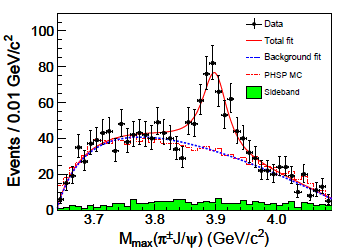 Events / 0.01 GeV/c²
100
80
60
40
20
0
Data
Total fit
Background fit
PHSP MC
Sideband
3.7 3.8 3.9 4.0
M_max(π±J/ψ) (GeV/c²)